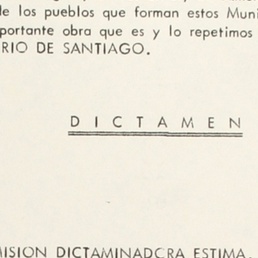 de los pueblos que forman estos Muni
portante obra que es y lo repetimos
RIO DE SANTIAGO.
D I C T A M E N
MISION DICTAMINADORA ESTIMA.